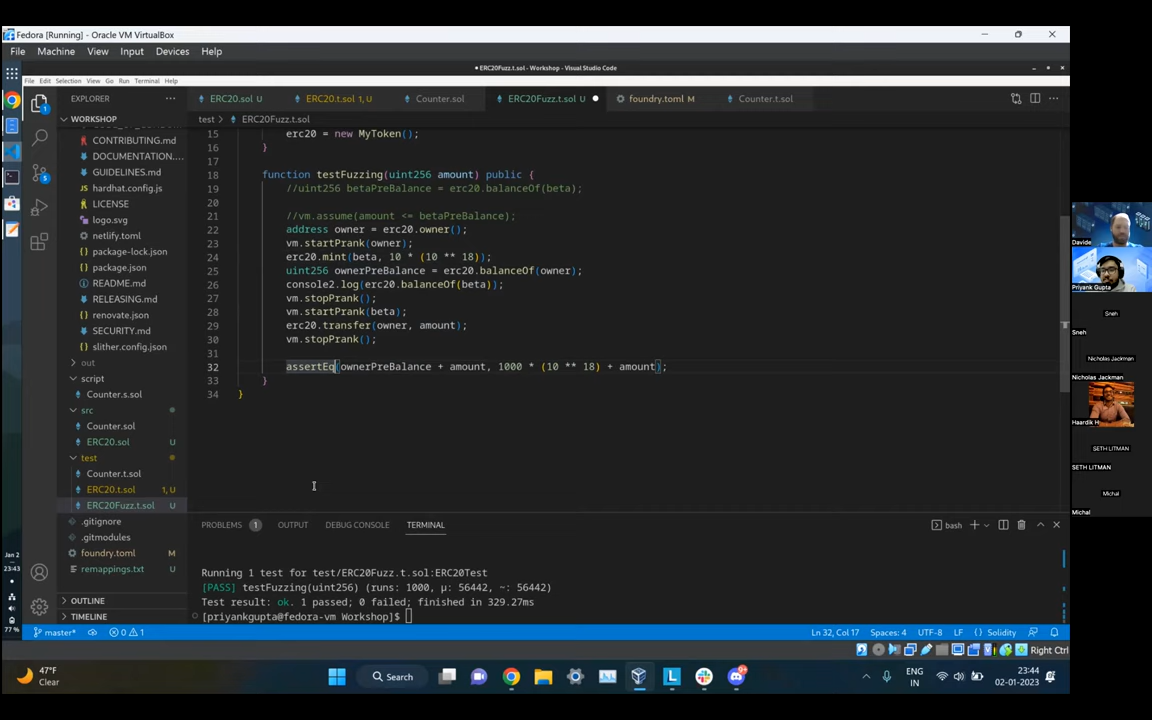 Fedora [Running] - Oracle VM VirtualBox
File Machine View Input Devices Help
• ERC20Fuzz.t.sol - Workshop - Visual Studio Code
File Edit Selection View Go Run Terminal Help
EXPLORER
ERC20.sol U
ERC20.t.sol 1, U
Counter.sol
ERC20Fuzz.t.sol U
foundry.toml M
Counter.t.sol
WORKSHOP
test > ERC20Fuzz.t.sol
CONTRIBUTING.md
DOCUMENTATION...
GUIDELINES.md
hardhat.config.js
LICENSE
logo.svg
netlify.toml
package-lock.json
package.json
README.md
RELEASING.md
renovate.json
SECURITY.md
slither.config.json
out
script
Counter.s.sol
src
Counter.sol
ERC20.sol U
test
Counter.t.sol
ERC20.t.sol 1, U
ERC20Fuzz.t.sol U
.gitignore
.gitmodules
foundry.toml M
remappings.txt U
OUTLINE
TIMELINE
15 erc20 = new MyToken();
16 }
17
18 function testFuzzing(uint256 amount) public {
19 //uint256 betaPreBalance = erc20.balanceOf(beta);
20
21 //vm.assume(amount <= betaPreBalance);
22 address owner = erc20.owner();
23 vm.startPrank(owner);
24 erc20.mint(beta, 10 * (10 ** 18));
25 uint256 ownerPreBalance = erc20.balanceOf(owner);
26 console2.log(erc20.balanceOf(beta));
27 vm.stopPrank();
28 vm.startPrank(beta);
29 erc20.transfer(owner, amount);
30 vm.stopPrank();
31
32 assertEq(ownerPreBalance + amount, 1000 * (10 ** 18) + amount);
33 }
34 }
PROBLEMS 1 OUTPUT DEBUG CONSOLE TERMINAL
bash
Running 1 test for test/ERC20Fuzz.t.sol:ERC20Test
[PASS] testFuzzing(uint256) (runs: 1000, μ: 56442, ~: 56442)
Test result: ok. 1 passed; 0 failed; finished in 329.27ms
[priyankgupta@fedora-vm Workshop]$
master* 0 1
Ln 32, Col 17 Spaces: 4 UTF-8 LF Solidity
Jan 2
23:43
77 %
5
Right Ctrl
47°F
Clear
Search
ENG
IN
23:44
02-01-2023
Davide
Priyank Gupta
Sneh
Sneh
Nicholas Jackman
Nicholas Jackman
Haardik H
SETH LITMAN
SETH LITMAN
Michal
Michal